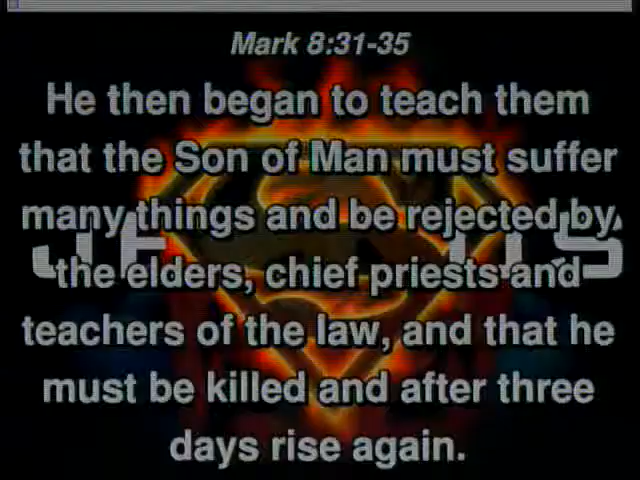 Mark 8:31-35
He then began to teach them
that the Son of Man must suffer
many things and be rejected by
the elders, chief priests and
teachers of the law, and that he
must be killed and after three
days rise again.